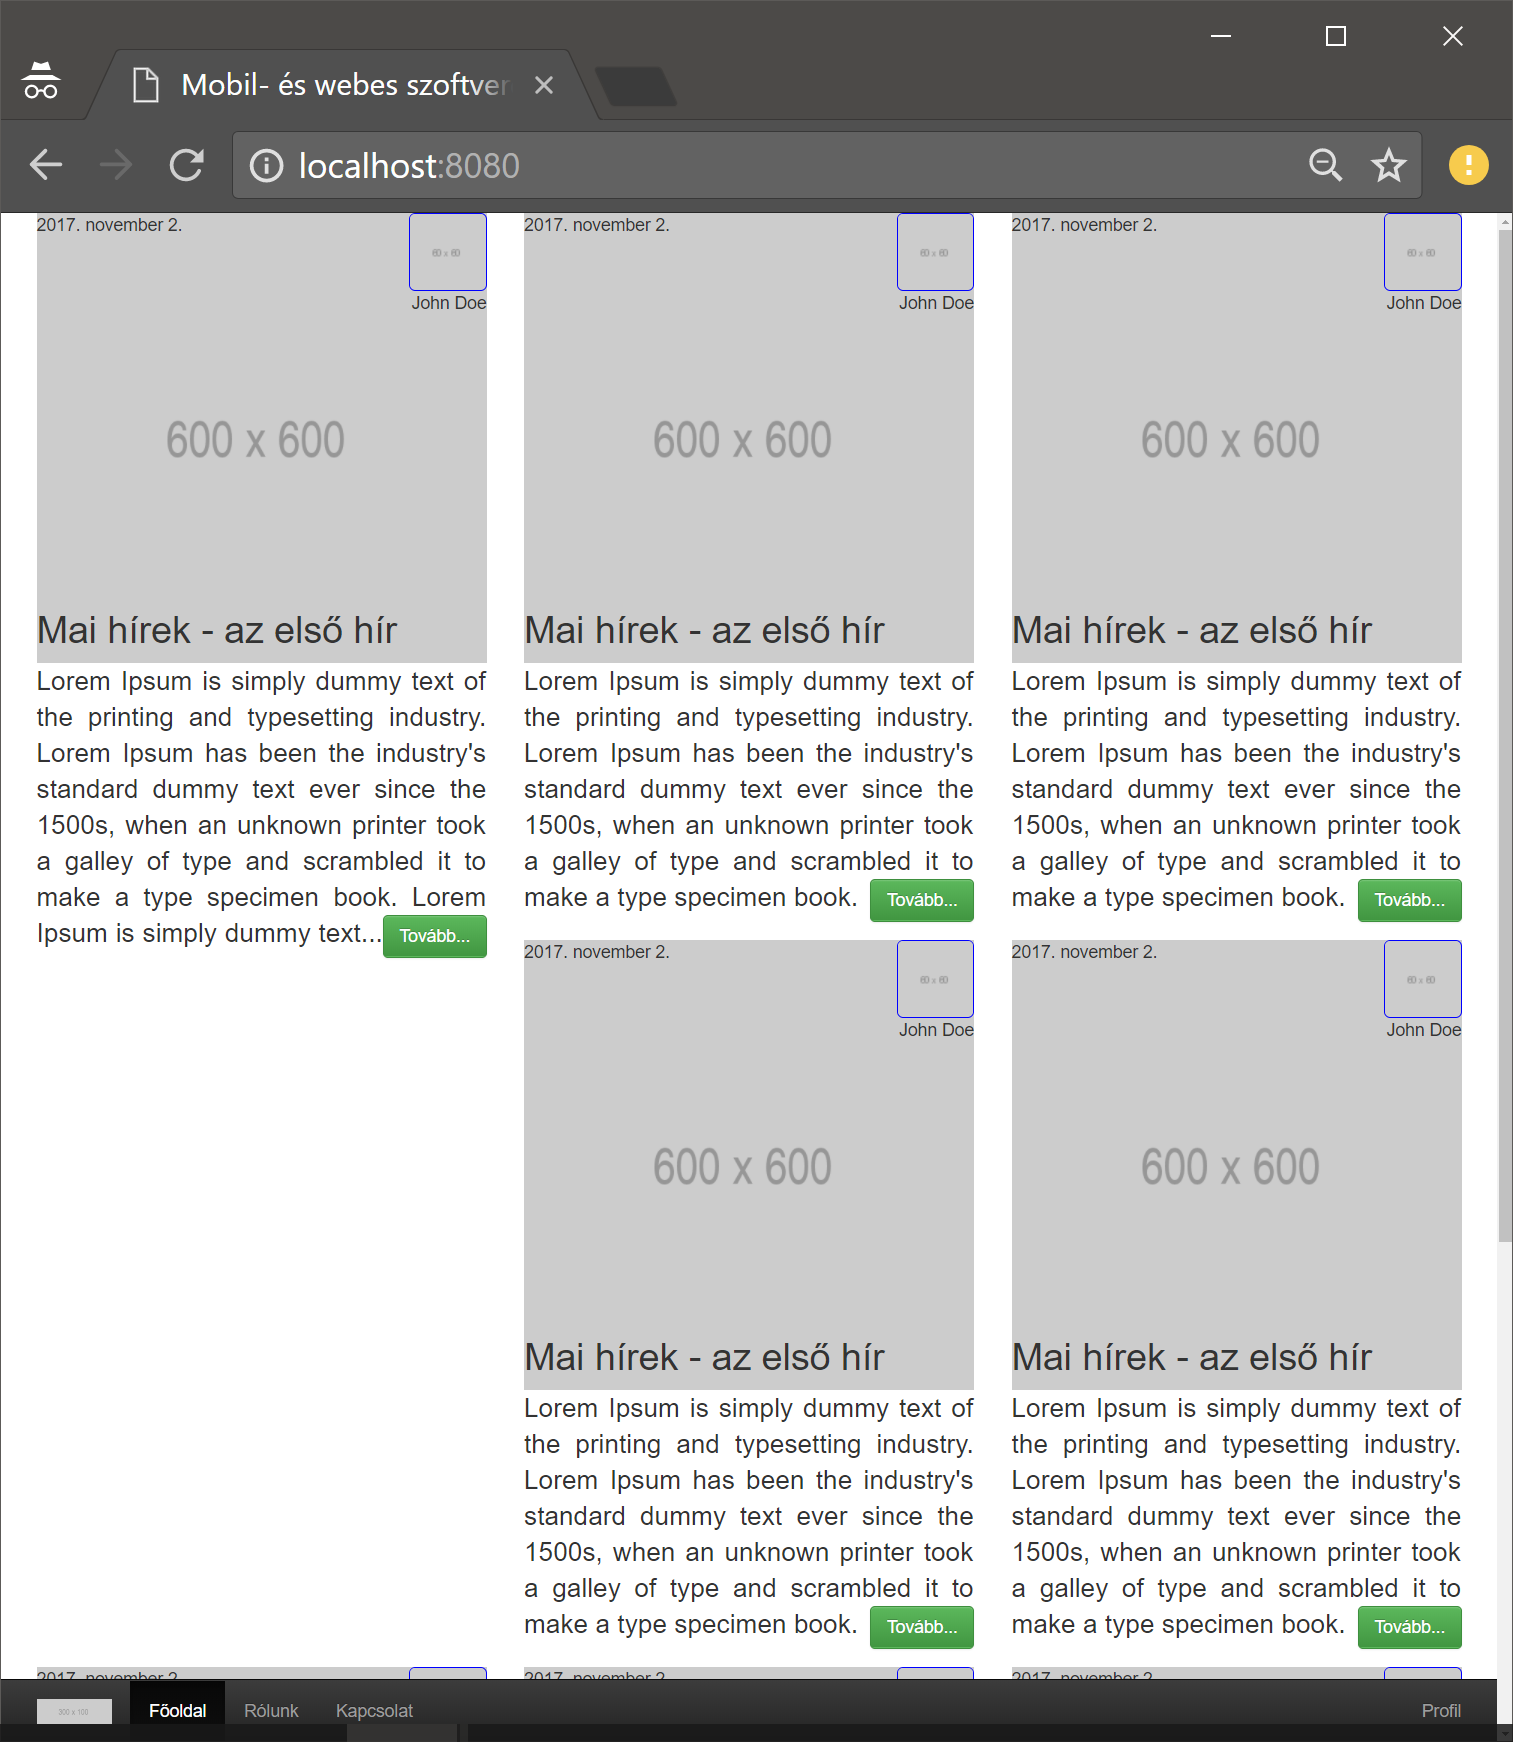 Mobil- és webes szoftver
localhost:8080
2017. november 2.
60 x 60
John Doe
600 x 600
Mai hírek - az első hír
Lorem Ipsum is simply dummy text of
the printing and typesetting industry.
Lorem Ipsum has been the industry's
standard dummy text ever since the
1500s, when an unknown printer took
a galley of type and scrambled it to
make a type specimen book. Lorem
Ipsum is simply dummy text...
Tovább...
2017. november 2.
60 x 60
John Doe
600 x 600
Mai hírek - az első hír
Lorem Ipsum is simply dummy text of
the printing and typesetting industry.
Lorem Ipsum has been the industry's
standard dummy text ever since the
1500s, when an unknown printer took
a galley of type and scrambled it to
make a type specimen book.
Tovább...
2017. november 2.
60 x 60
John Doe
600 x 600
Mai hírek - az első hír
Lorem Ipsum is simply dummy text of
the printing and typesetting industry.
Lorem Ipsum has been the industry's
standard dummy text ever since the
1500s, when an unknown printer took
a galley of type and scrambled it to
make a type specimen book.
Tovább...
2017. november 2.
60 x 60
John Doe
600 x 600
Mai hírek - az első hír
Lorem Ipsum is simply dummy text of
the printing and typesetting industry.
Lorem Ipsum has been the industry's
standard dummy text ever since the
1500s, when an unknown printer took
a galley of type and scrambled it to
make a type specimen book.
Tovább...
2017. november 2.
60 x 60
John Doe
600 x 600
Mai hírek - az első hír
Lorem Ipsum is simply dummy text of
the printing and typesetting industry.
Lorem Ipsum has been the industry's
standard dummy text ever since the
1500s, when an unknown printer took
a galley of type and scrambled it to
make a type specimen book.
Tovább...
2017. november 2.
2017. november 2.
2017. november 2.
300 x 100
Főoldal
Rólunk
Kapcsolat
Profil